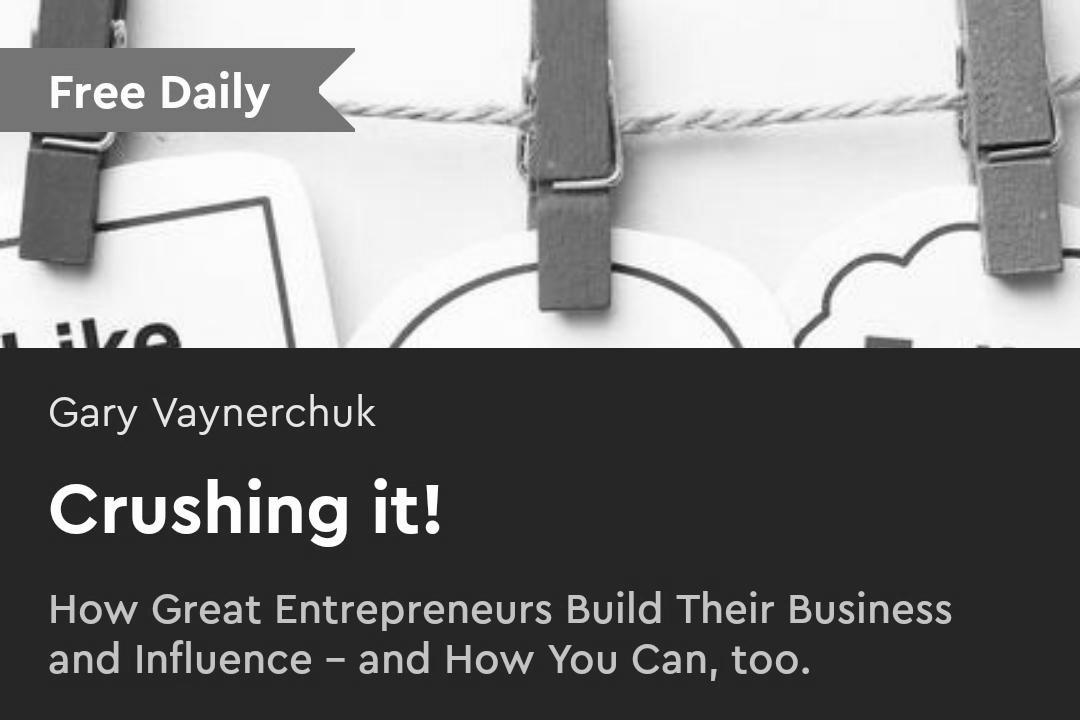 Free Daily
Like
Gary Vaynerchuk
Crushing it!
How Great Entrepreneurs Build Their Business
and Influence – and How You Can, too.